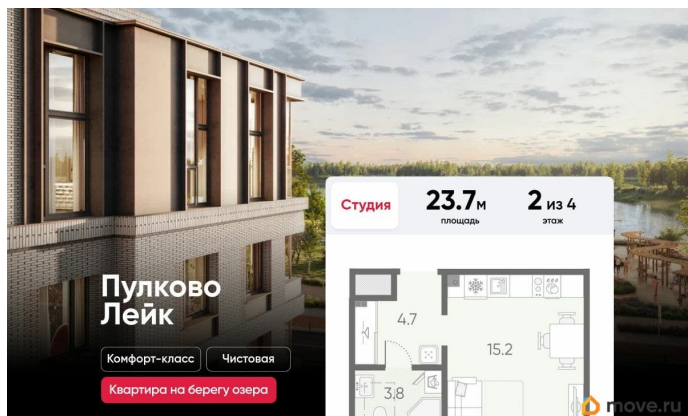 Студия
23.7м
площадь
2 из 4
этаж
Пулково
Лейк
Комфорт-класс
Чистовая
Квартира на берегу озера
4.7
15.2
3.8
move.ru